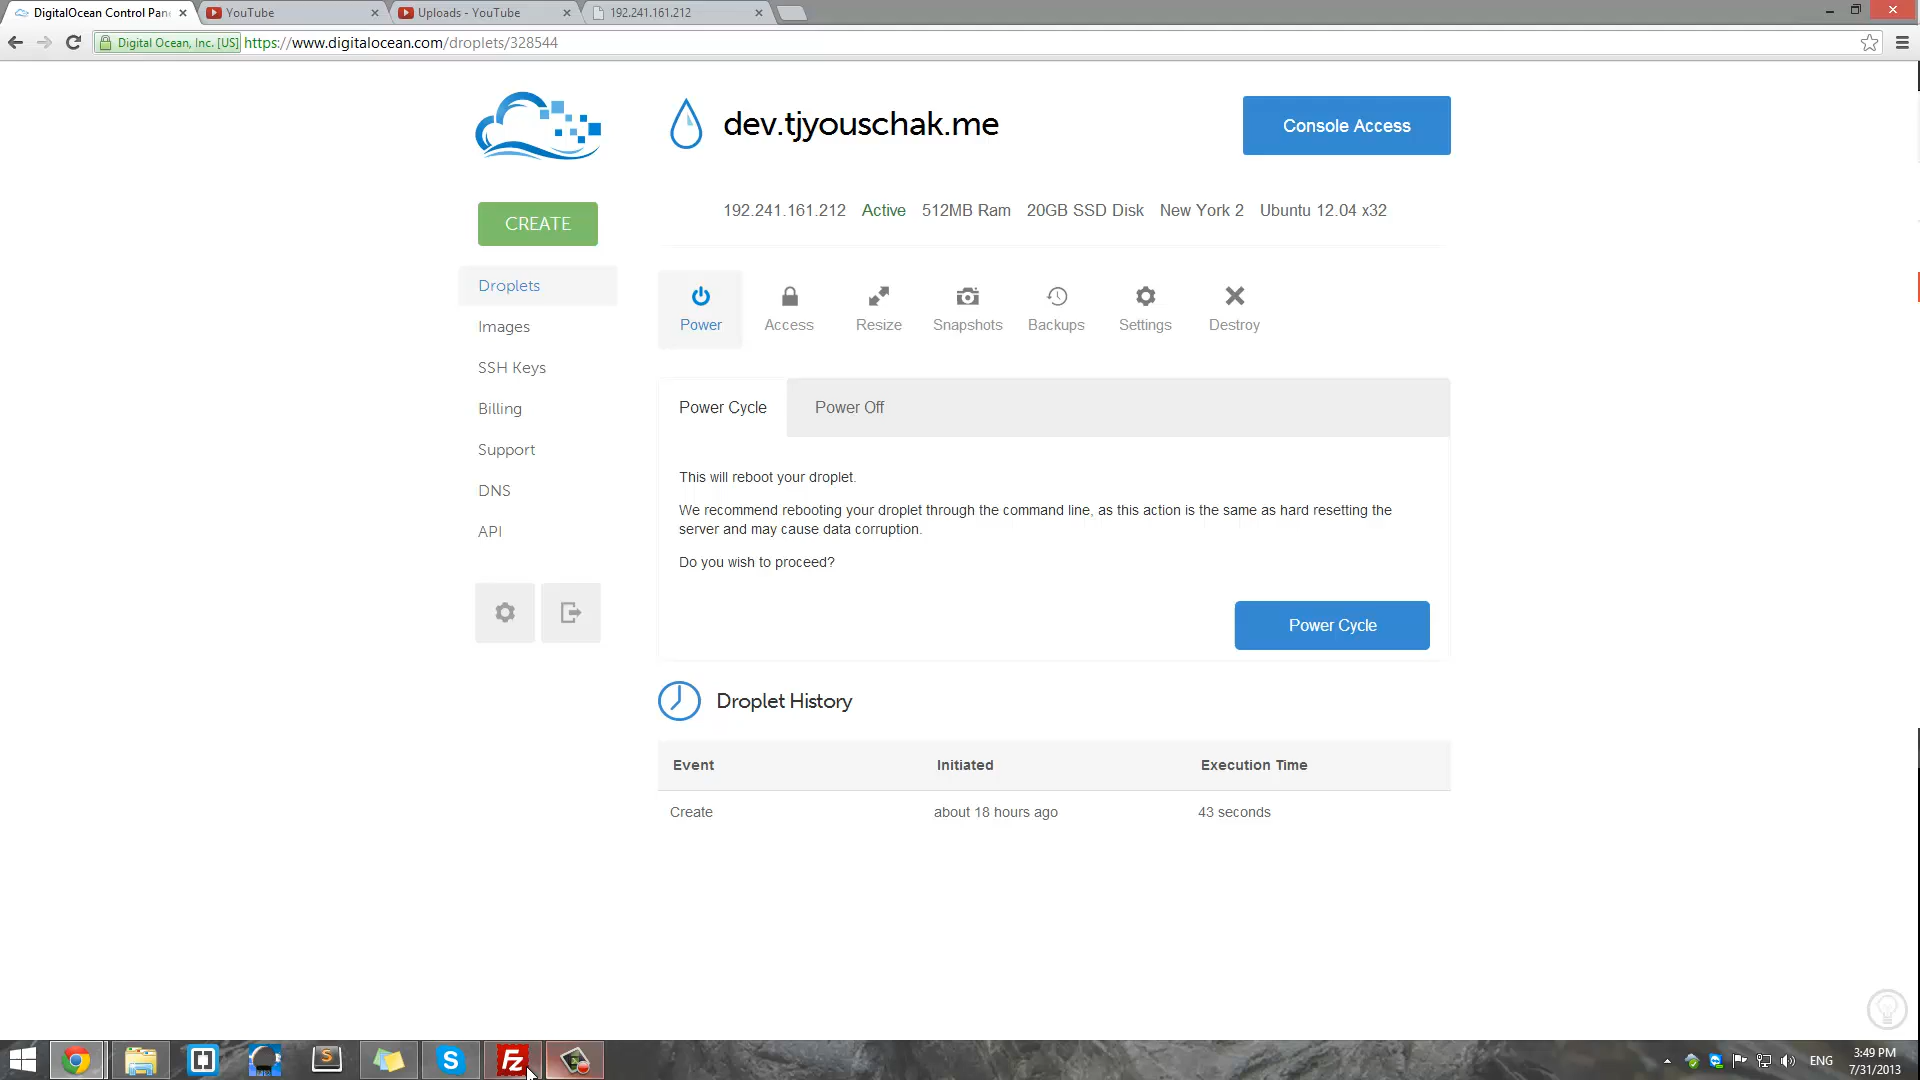 DigitalOcean Control Pane
YouTube
Uploads - YouTube
192.241.161.212
Digital Ocean, Inc. [US]
https://www.digitalocean.com/droplets/328544
dev.tjyouschak.me
Console Access
192.241.161.212 Active 512MB Ram 20GB SSD Disk New York 2 Ubuntu 12.04 x32
CREATE
Droplets
Images
SSH Keys
Billing
Support
DNS
API
Power
Access
Resize
Snapshots
Backups
Settings
Destroy
Power Cycle
Power Off
This will reboot your droplet.
We recommend rebooting your droplet through the command line, as this action is the same as hard resetting the
server and may cause data corruption.
Do you wish to proceed?
Power Cycle
Droplet History
Event Initiated Execution Time
Create about 18 hours ago 43 seconds
S
S
Fz
ENG
3:49 PM
7/31/2013